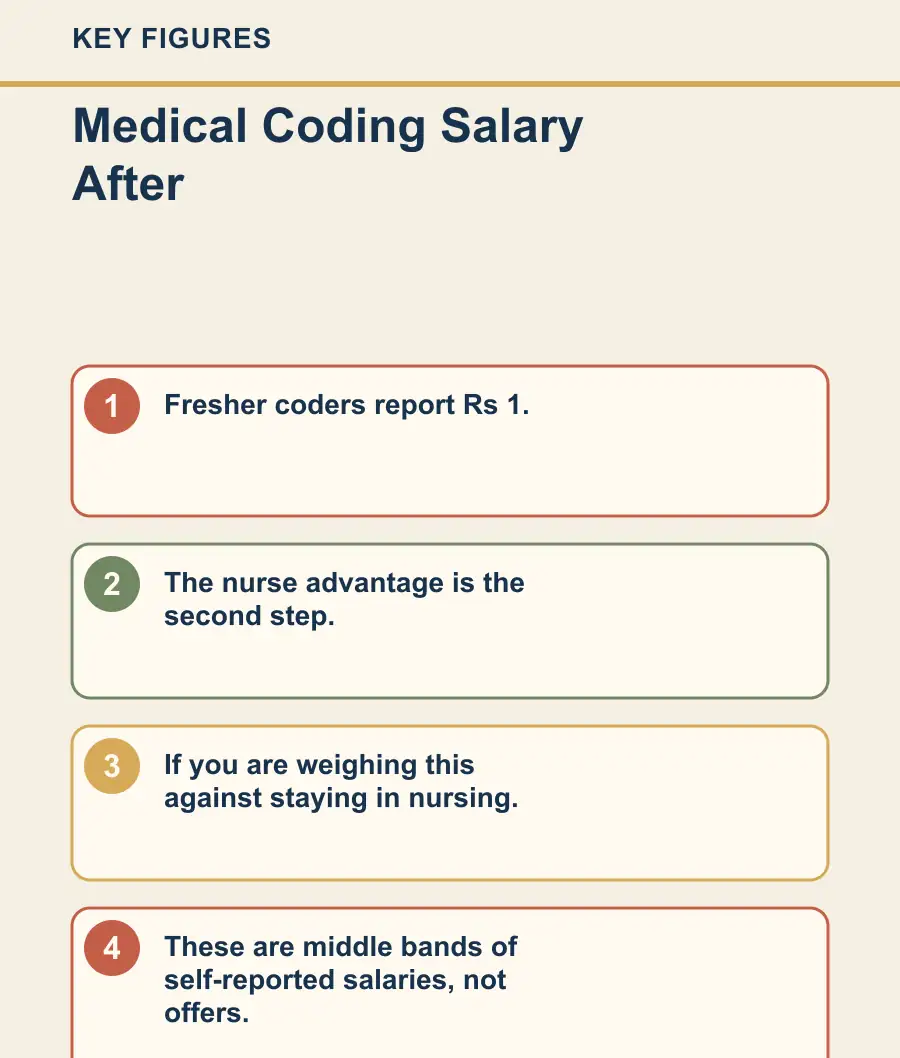 KEY FIGURES
Medical Coding Salary
After
1
Fresher coders report Rs 1.
2
The nurse advantage is the
second step.
3
If you are weighing this
against staying in nursing.
4
These are middle bands of
self-reported salaries, not
offers.